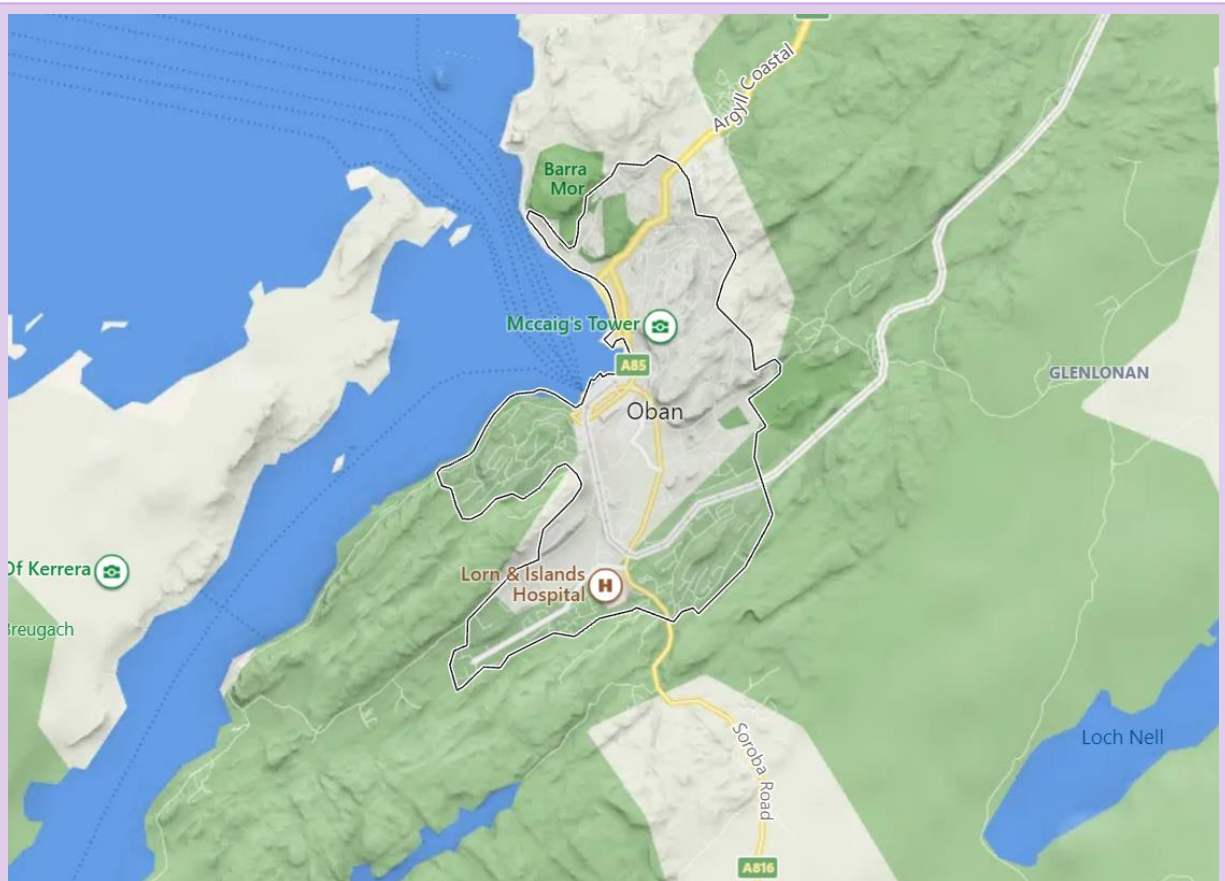 Argyll Coastal
Barra
Mor
Mccaig's Tower
A85
Oban
GLENLONAN
Of Kerrera
Lorn & Islands
Hospital
H
Breugach
Loch Nell
Soroba Road
A816